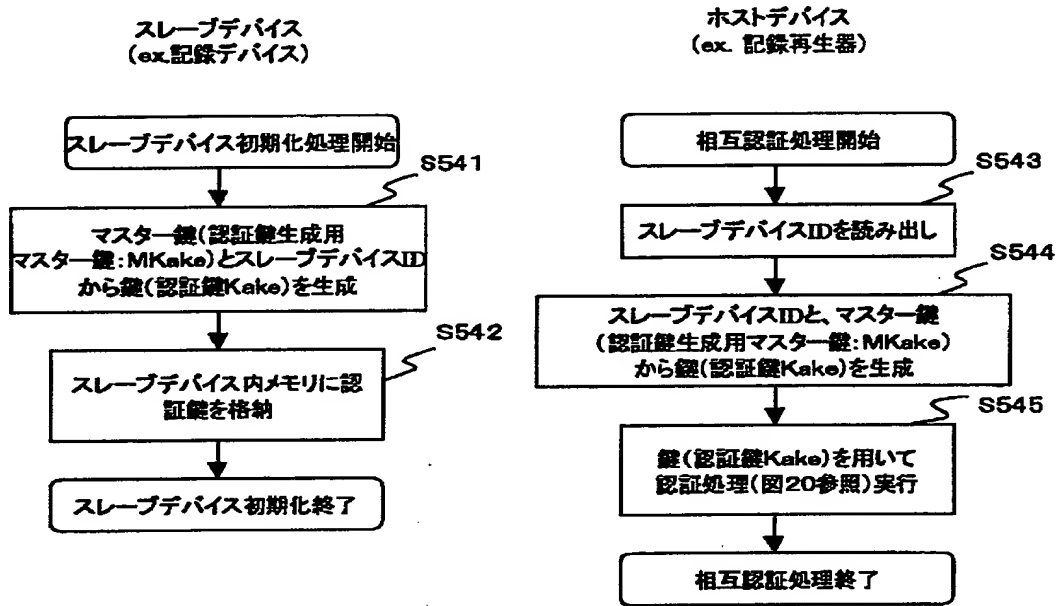 スレーブデバイス
(ex.記録デバイス)
スレーブデバイス初期化処理開始
S541
マスター鍵(認証鍵生成用
マスター鍵:MKake)とスレーブデバイスID
から鍵(認証鍵Kake)を生成
S542
スレーブデバイス内メモリに認
証鍵を格納
スレーブデバイス初期化終了
ホストデバイス
(ex. 記録再生器)
相互認証処理開始
S543
スレーブデバイスIDを読み出し
S544
スレーブデバイスIDと、マスター鍵
(認証鍵生成用マスター鍵:MKake)
から鍵(認証鍵Kake)を生成
S545
鍵(認証鍵Kake)を用いて
認証処理(図20参照)実行
相互認証処理終了